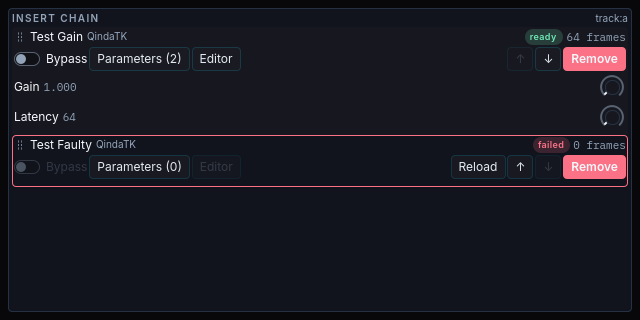 INSERT CHAIN track:a
Test Gain QindaTK ready 64 frames
Bypass Parameters (2) Editor ↑ ↓ Remove
Gain 1.000
Latency 64
Test Faulty QindaTK failed 0 frames
Bypass Parameters (0) Editor Reload ↑ ↓ Remove